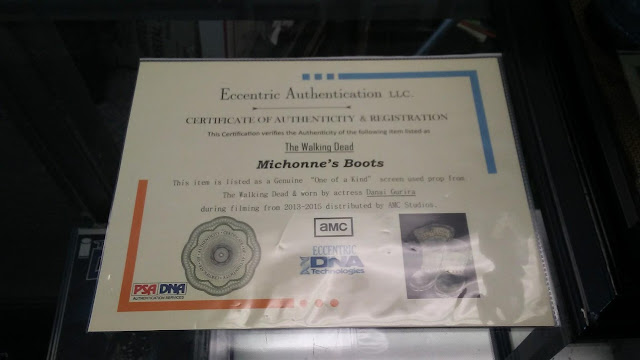 Eccentric Authentication LLC.
CERTIFICATE OF AUTHENTICITY & REGISTRATION
This Certification verifies the Authenticity of the following item listed as
The Walking Dead
Michonne's Boots
This item is listed as a Genuine "One of a Kind" screen used prop from
The Walking Dead & worn by actress Danai Gurira
during filming from 2013-2015 distributed by AMC Studios.
aMC
ECCENTRIC
DNA
Technologies
PSA DNA
AUTHENTICATION SERVICES